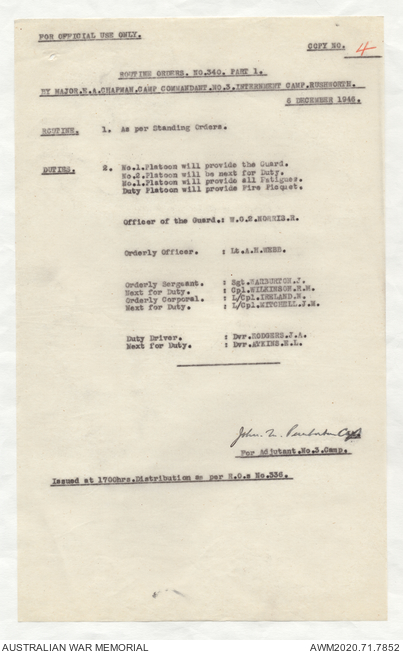 FOR OFFICIAL USE ONLY.
COPY NO. 4
ROUTINE ORDERS. NO.340. PART 1.
BY MAJOR.E.A.CHAPMAN.CAMP COMMANDANT.NO.3.INTERNMENT CAMP.RUSHWORTH.
6 DECEMBER 1946.
ROUTINE. 1. As per Standing Orders.
DUTIES. 2. No.1.Platoon will provide the Guard.
No.2.Platoon will be next for Duty.
No.1.Platoon will provide all Fatigues.
Duty Platoon will provide Fire Picquet.
Officer of the Guard.: W.O.2.NORRIS.R.
Orderly Officer. : Lt.A.H.WEBB.
Orderly Sergeant. : Sgt. J.
Next for Duty. : Cpl.WILKINSON.H.M.
Orderly Corporal. : L/Cpl.IRELAND.M.
Next for Duty. : L/Cpl.MITCHELL.F.M.
Duty Driver. : Dvr.RODGERS.J.A.
Next for Duty. : Dvr.AYKINS.E.L.
John. Capt
For Adjutant.No.3.Camp.
Issued at 1700hrs.Distribution as per R.O.s No.336.
AUSTRALIAN WAR MEMORIAL
AWM2020.71.7852